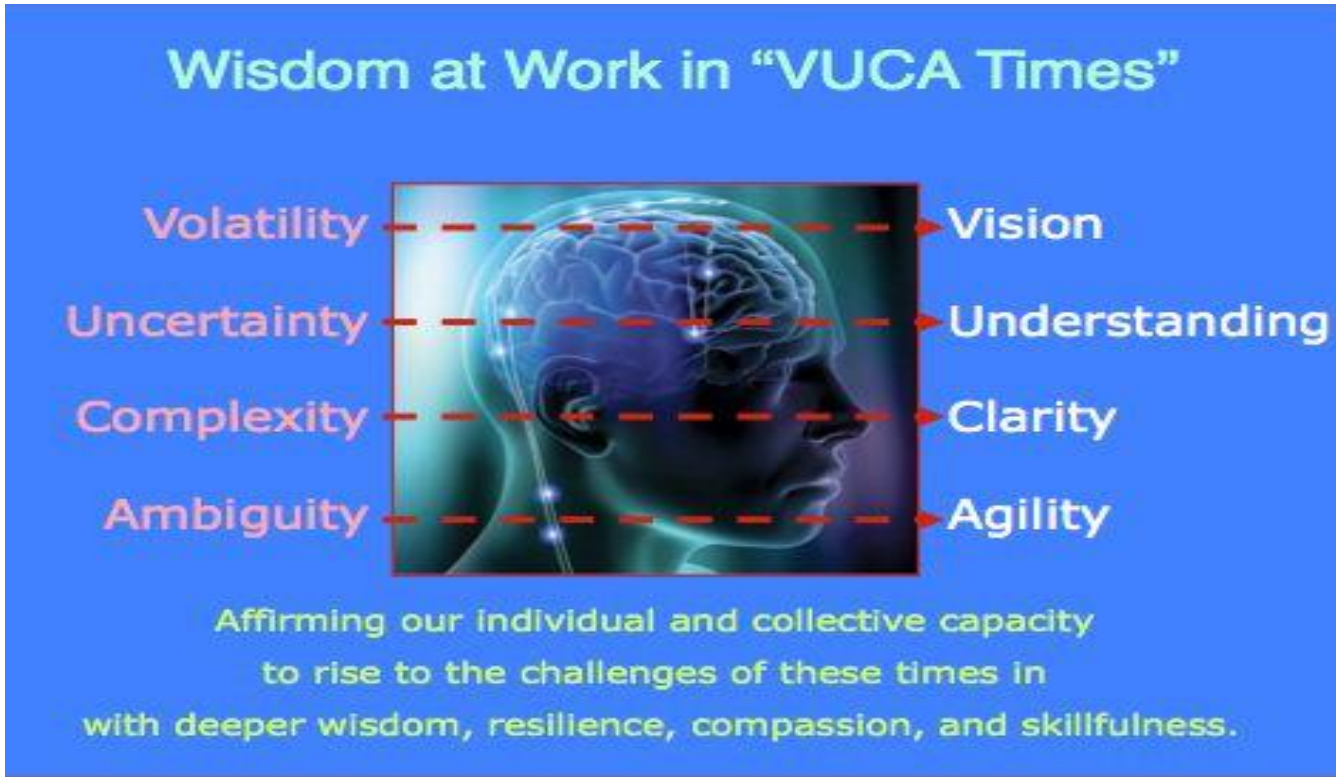 Wisdom at Work in “VUCA Times”
Volatility Vision
Uncertainty Understanding
Complexity Clarity
Ambiguity Agility
Affirming our individual and collective capacity
to rise to the challenges of these times in
with deeper wisdom, resilience, compassion, and skillfulness.